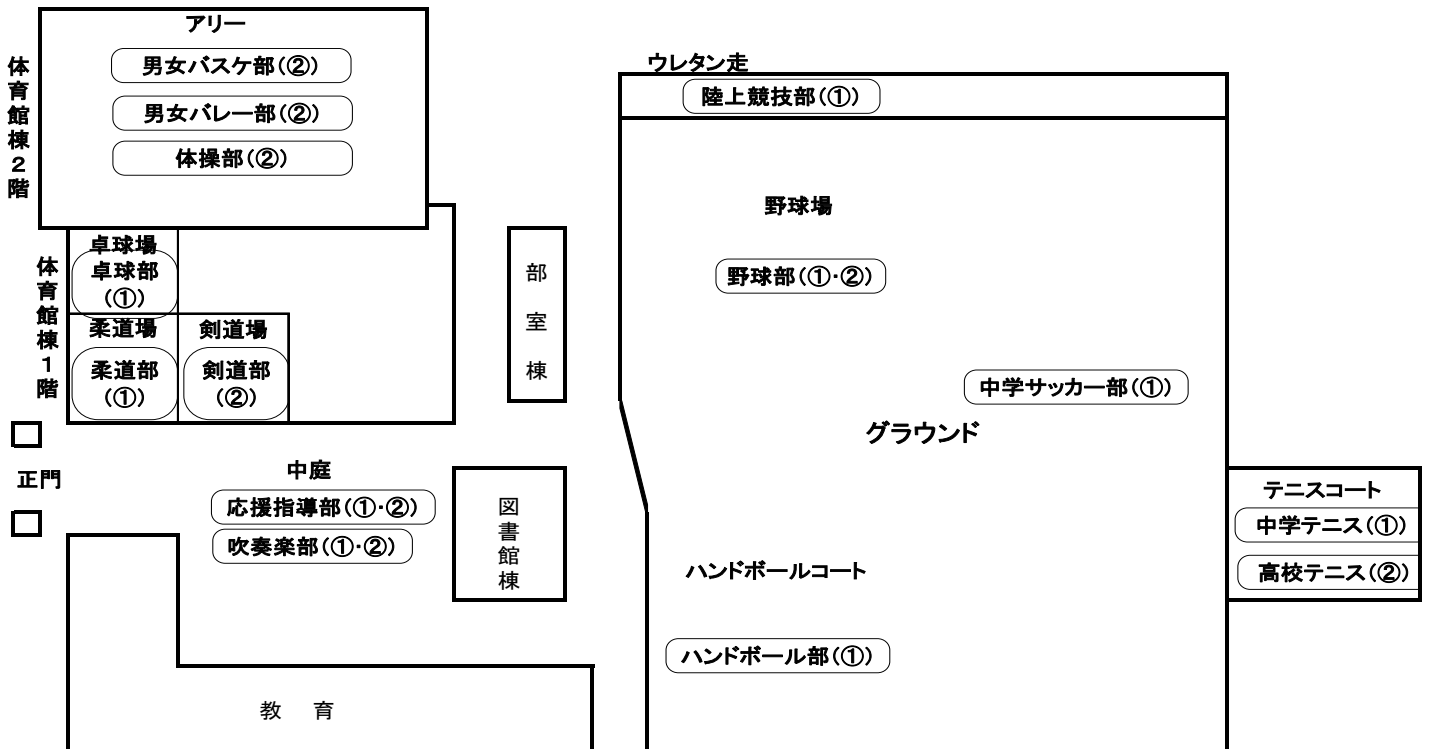 アリー
男女バスケ部(②)
男女バレー部(②)
体操部(②)
体育館棟2階
ウレタン走
陸上競技部(①)
野球場
野球部(①・②)
中学サッカー部(①)
グラウンド
体育館棟1階
卓球場
卓球部
(①)
柔道場
柔道部
(①)
剣道場
剣道部
(②)
部室棟
正門
中庭
応援指導部(①・②)
吹奏楽部(①・②)
図書館棟
ハンドボールコート
ハンドボール部(①)
テニスコート
中学テニス(①)
高校テニス(②)
教 育